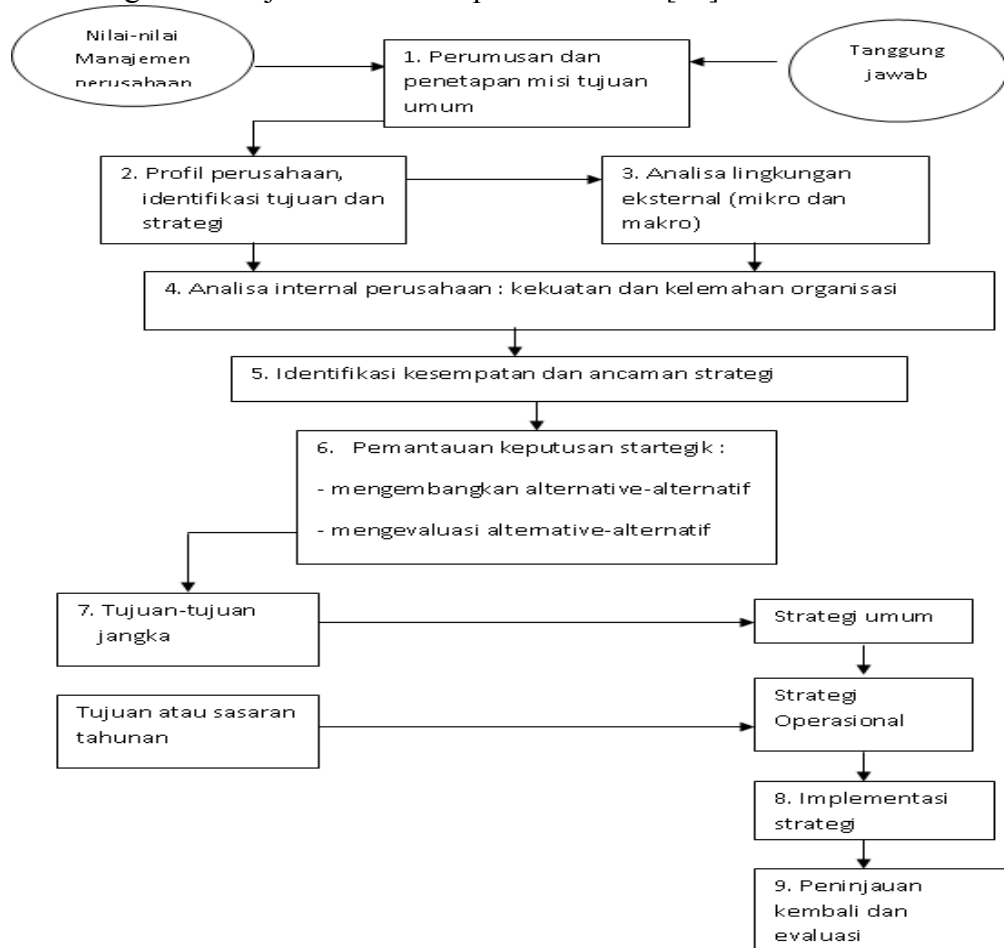 Nilai-nilai
Manajemen
perusahaan
1. Perumusan dan
penetapan misi tujuan
umum
Tanggung
jawab
2. Profil perusahaan,
identifikasi tujuan dan
strategi
3. Analisa lingkungan
eksternal (mikro dan
makro)
4. Analisa internal perusahaan : kekuatan dan kelemahan organisasi
5. Identifikasi kesempatan dan ancaman strategi
6. Pemantauan keputusan startegik :
- mengembangkan alternative-alternatif
- mengevaluasi alternative-alternatif
7. Tujuan-tujuan
jangka
Strategi umum
Tujuan atau sasaran
tahunan
Strategi
Operasional
8. Implementasi
strategi
9. Peninjauan
kembali dan
evaluasi